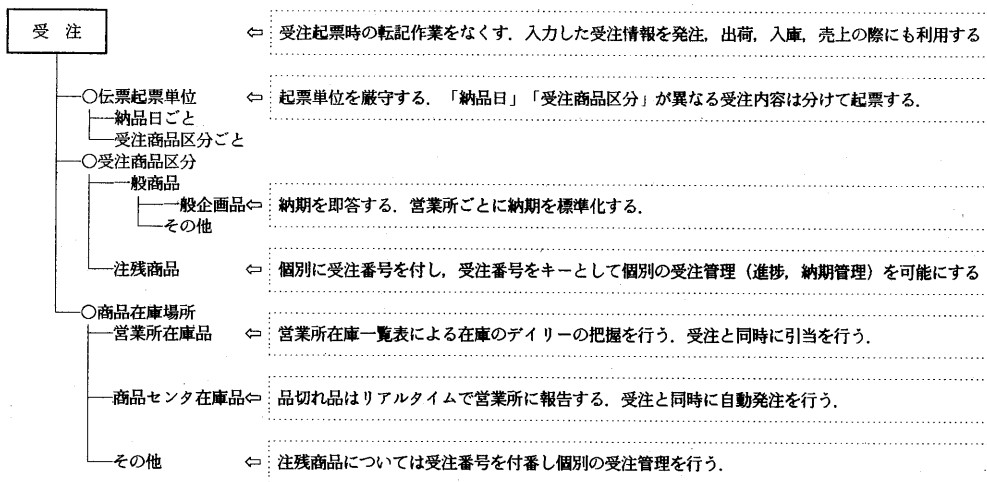 受 注
⇦ 受注起票時の転記作業をなくす．入力した受注情報を発注，出荷，入庫，売上の際にも利用する
○伝票起票単位 ⇦ 起票単位を厳守する．「納品日」「受注商品区分」が異なる受注内容は分けて起票する．
納品日ごと
受注商品区分ごと
○受注商品区分
一般商品
一般企画品⇦ 納期を即答する．営業所ごとに納期を標準化する．
その他
注残商品 ⇦ 個別に受注番号を付し，受注番号をキーとして個別の受注管理（進捗，納期管理）を可能にする
○商品在庫場所
営業所在庫品 ⇦ 営業所在庫一覧表による在庫のデイリーの把握を行う．受注と同時に引当を行う．
商品センタ在庫品⇦ 品切れ品はリアルタイムで営業所に報告する．受注と同時に自動発注を行う．
その他 ⇦ 注残商品については受注番号を付番し個別の受注管理を行う．